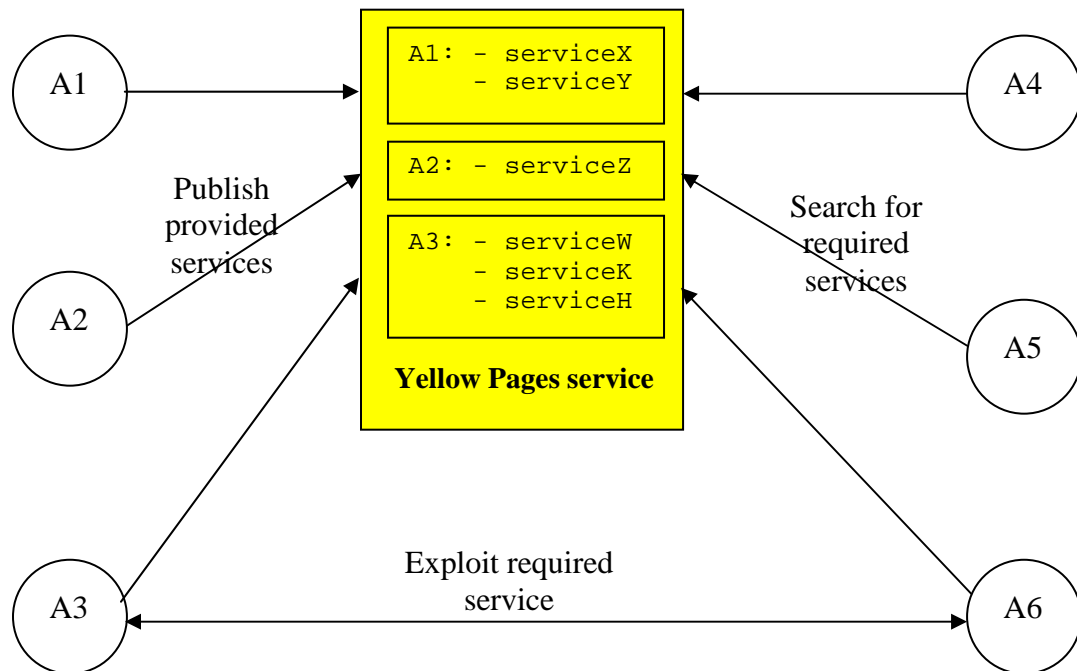 A1
A1: - serviceX
- serviceY
A4
A2: - serviceZ
Publish
provided
services
Search for
required
services
A3: - serviceW
- serviceK
- serviceH
A2
A5
Yellow Pages service
Exploit required
service
A3
A6